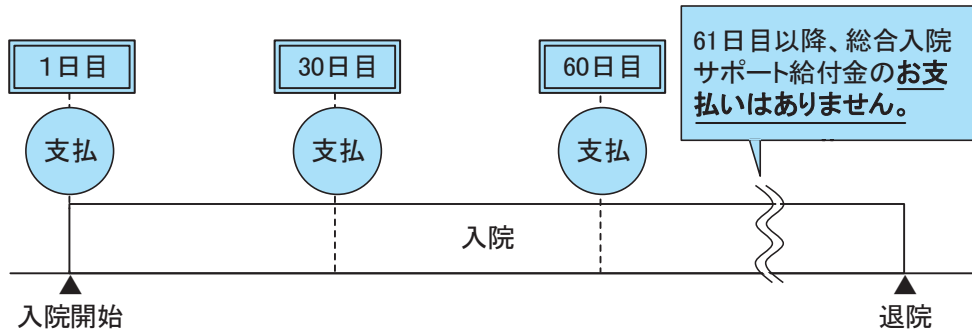 1日目
30日目
60日目
61日目以降、総合入院
サポート給付金のお支
払いはありません。
支払
支払
支払
入院
入院開始
退院